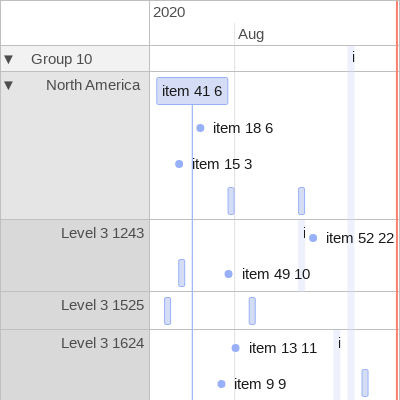 2020
Aug
▼ Group 10
i
▼ North America
item 41 6
item 18 6
item 15 3
Level 3 1243
i
item 52 22
item 49 10
Level 3 1525
Level 3 1624
i
item 13 11
item 9 9